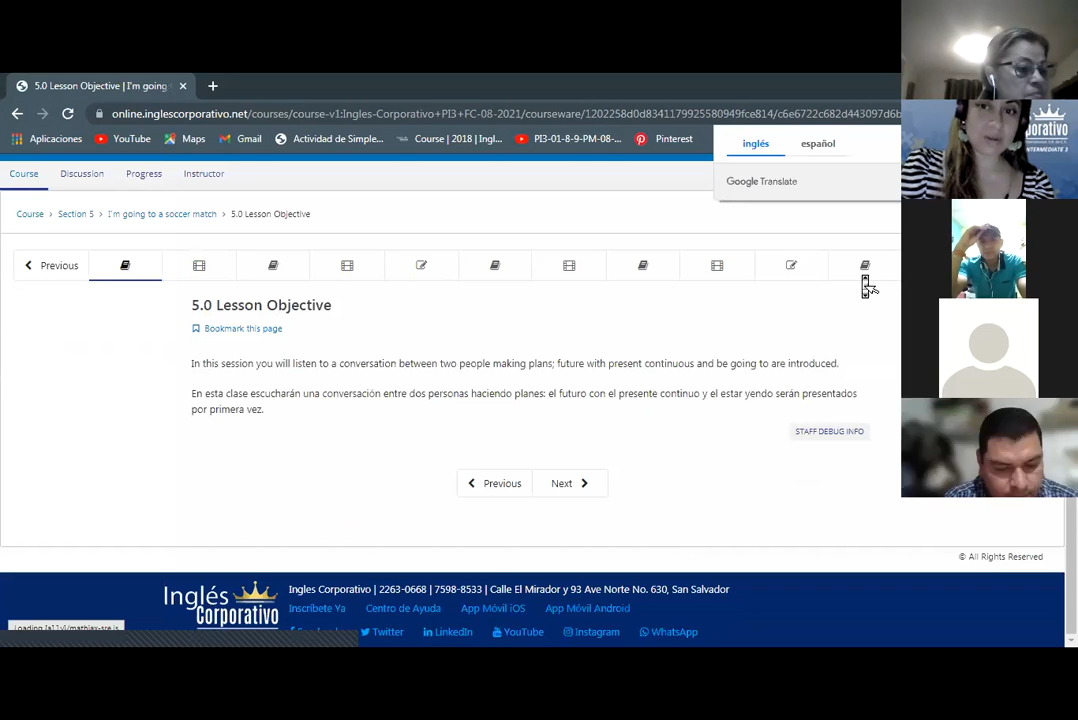 5.0 Lesson Objective | I'm going
online.inglescorporativo.net/courses/course-v1:Ingles-Corporativo+PI3+FC-08-2021/courseware/1202258d0d8341179925580949fce814/c6e6722c682d443097d6b
Aplicaciones YouTube Maps Gmail Actividad de Simple... Course | 2018 | Ingl... PI3-01-8-9-PM-08-... Pinterest
inglés español
Google Translate
Course Discussion Progress Instructor
Course > Section 5 > I'm going to a soccer match > 5.0 Lesson Objective
Previous
5.0 Lesson Objective
Bookmark this page
In this session you will listen to a conversation between two people making plans; future with present continuous and be going to are introduced.
En esta clase escucharán una conversación entre dos personas haciendo planes: el futuro con el presente continuo y el estar yendo serán presentados
por primera vez.
STAFF DEBUG INFO
Previous Next
© All Rights Reserved
Inglés Corporativo
Ingles Corporativo | 2263-0668 | 7598-8533 | Calle El Mirador y 93 Ave Norte No. 630, San Salvador
Inscríbete Ya Centro de Ayuda App Móvil iOS App Móvil Android
Twitter LinkedIn YouTube Instagram WhatsApp
INTERMEDIATE 3